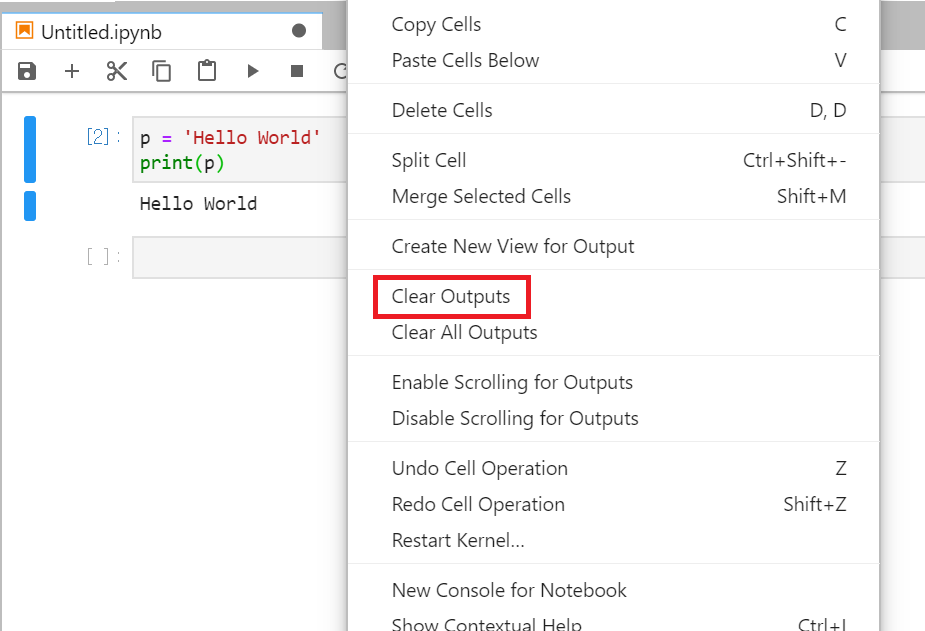 Untitled.ipynb
[2]: p = 'Hello World'
print(p)
Hello World
[ ]:
Copy Cells C
Paste Cells Below V
Delete Cells D, D
Split Cell Ctrl+Shift+-
Merge Selected Cells Shift+M
Create New View for Output
Clear Outputs
Clear All Outputs
Enable Scrolling for Outputs
Disable Scrolling for Outputs
Undo Cell Operation Z
Redo Cell Operation Shift+Z
Restart Kernel…
New Console for Notebook
Show Contextual Help Ctrl+I